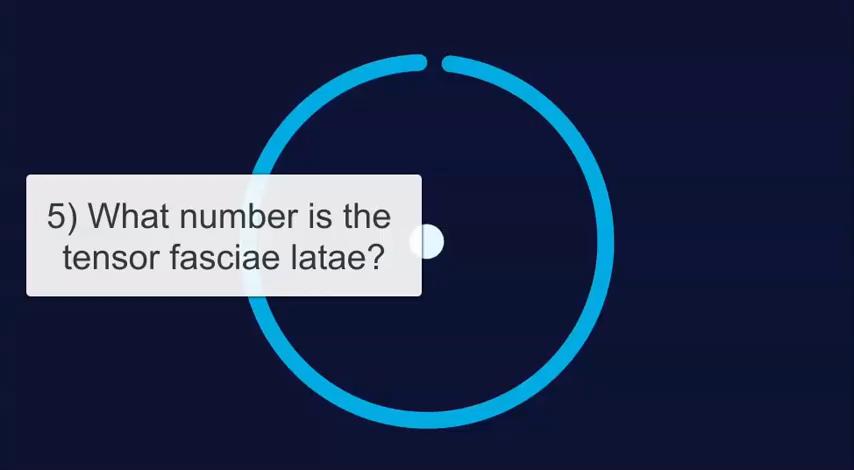 5) What number is the
tensor fasciae latae?